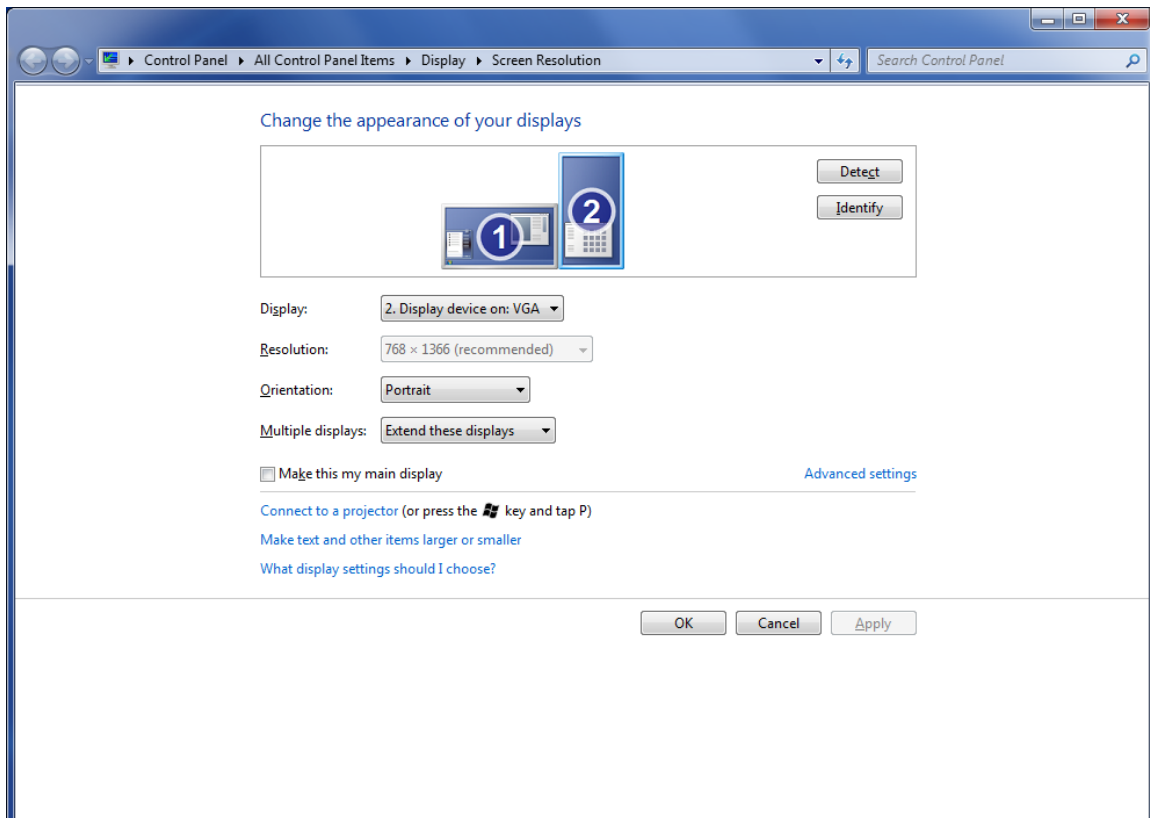 Control Panel All Control Panel Items Display Screen Resolution Search Control Panel
Change the appearance of your displays
1 2
Detect
Identify
Display: 2. Display device on: VGA
Resolution: 768 × 1366 (recommended)
Orientation: Portrait
Multiple displays: Extend these displays
Make this my main display Advanced settings
Connect to a projector (or press the key and tap P)
Make text and other items larger or smaller
What display settings should I choose?
OK Cancel Apply